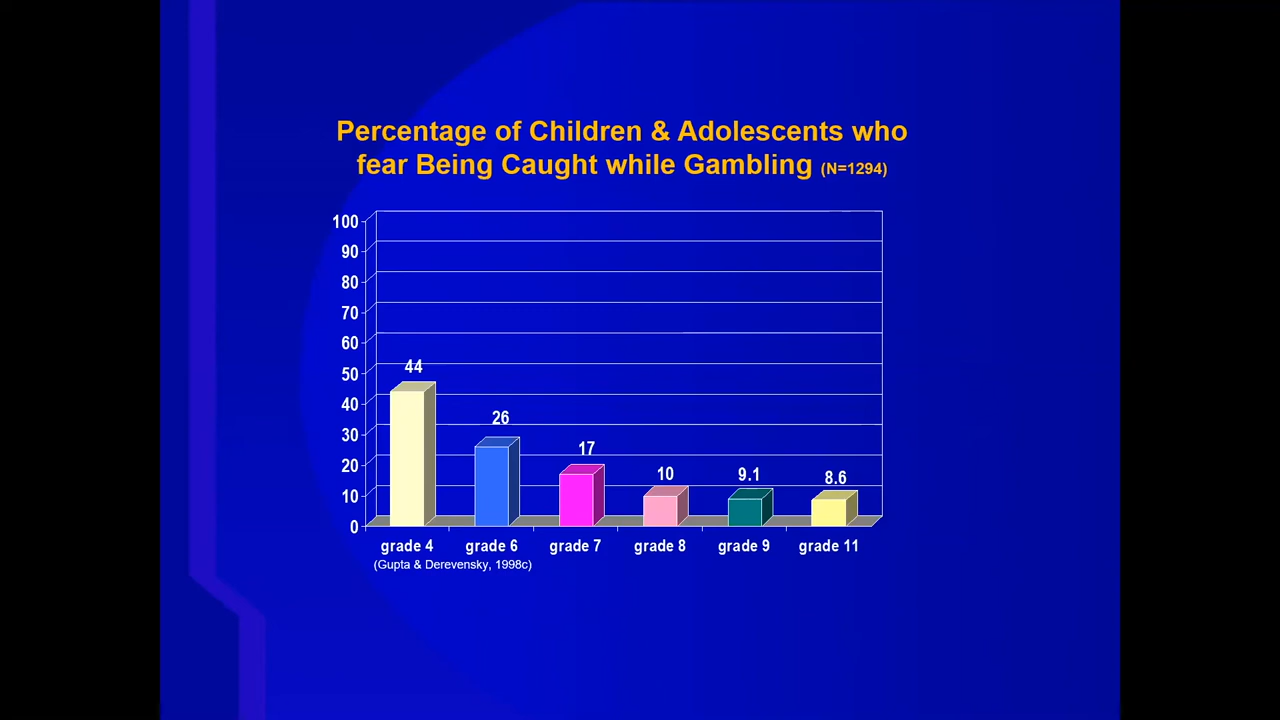 Percentage of Children & Adolescents who
fear Being Caught while Gambling (N=1294)
100
90
80
70
60
50
40
30
20
10
0
44
26
17
10
9.1
8.6
grade 4
grade 6
grade 7
grade 8
grade 9
grade 11
(Gupta & Derevensky, 1998c)